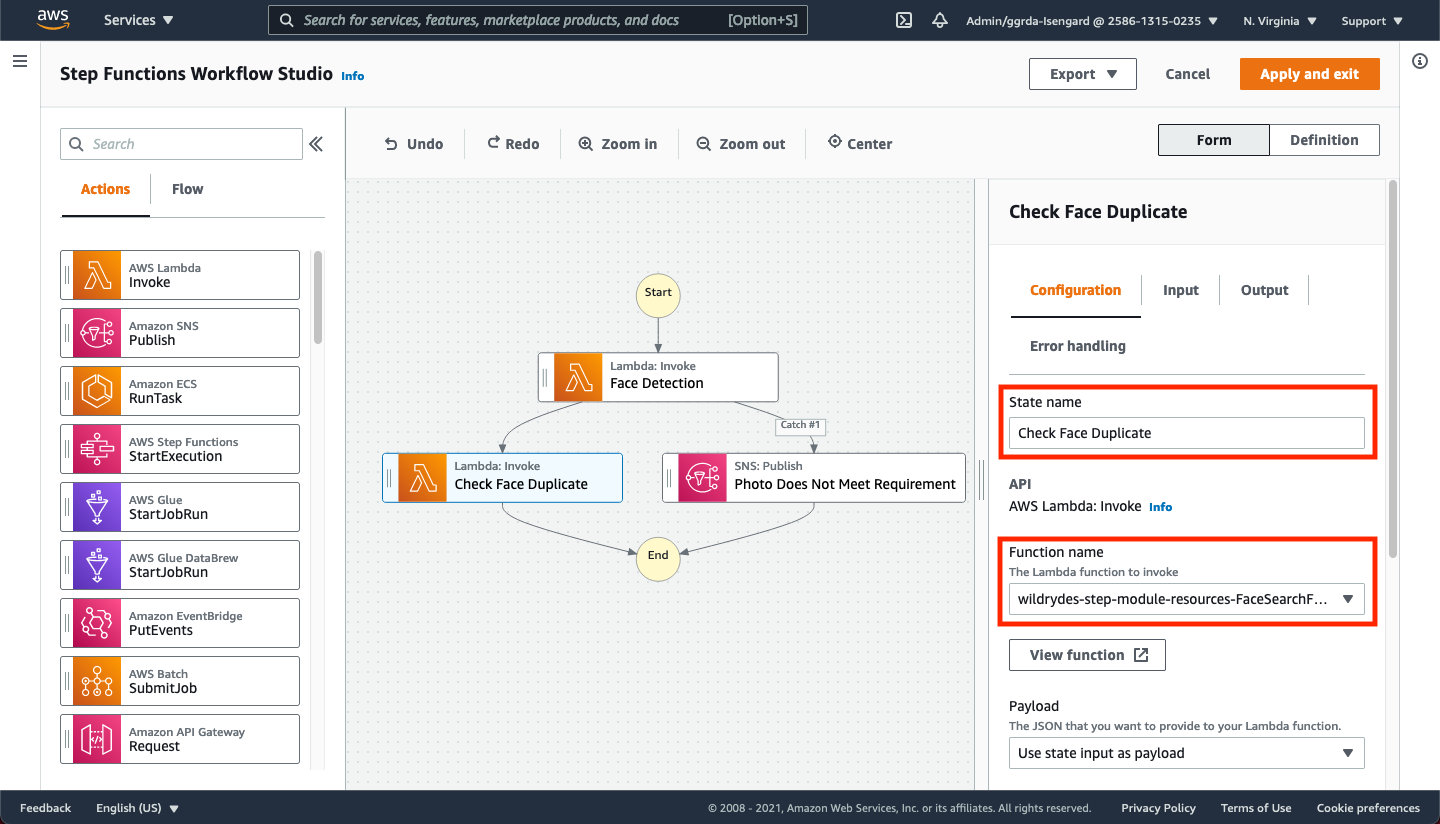 aws
Services
Search for services, features, marketplace products, and docs
[Option+S]
Admin/ggrda-Isengard @ 2586-1315-0235
N. Virginia
Support
Step Functions Workflow Studio Info
Export
Cancel
Apply and exit
Search
Undo
Redo
Zoom in
Zoom out
Center
Form
Definition
Actions
Flow
AWS Lambda
Invoke
Amazon SNS
Publish
Amazon ECS
RunTask
AWS Step Functions
StartExecution
AWS Glue
StartJobRun
AWS Glue DataBrew
StartJobRun
Amazon EventBridge
PutEvents
AWS Batch
SubmitJob
Amazon API Gateway
Request
Start
Lambda: Invoke
Face Detection
Catch #1
Lambda: Invoke
Check Face Duplicate
SNS: Publish
Photo Does Not Meet Requirement
End
Check Face Duplicate
Configuration
Input
Output
Error handling
State name
Check Face Duplicate
API
AWS Lambda: Invoke Info
Function name
The Lambda function to invoke
wildrydes-step-module-resources-FaceSearchF...
View function
Payload
The JSON that you want to provide to your Lambda function.
Use state input as payload
Feedback
English (US)
© 2008 - 2021, Amazon Web Services, Inc. or its affiliates. All rights reserved.
Privacy Policy
Terms of Use
Cookie preferences